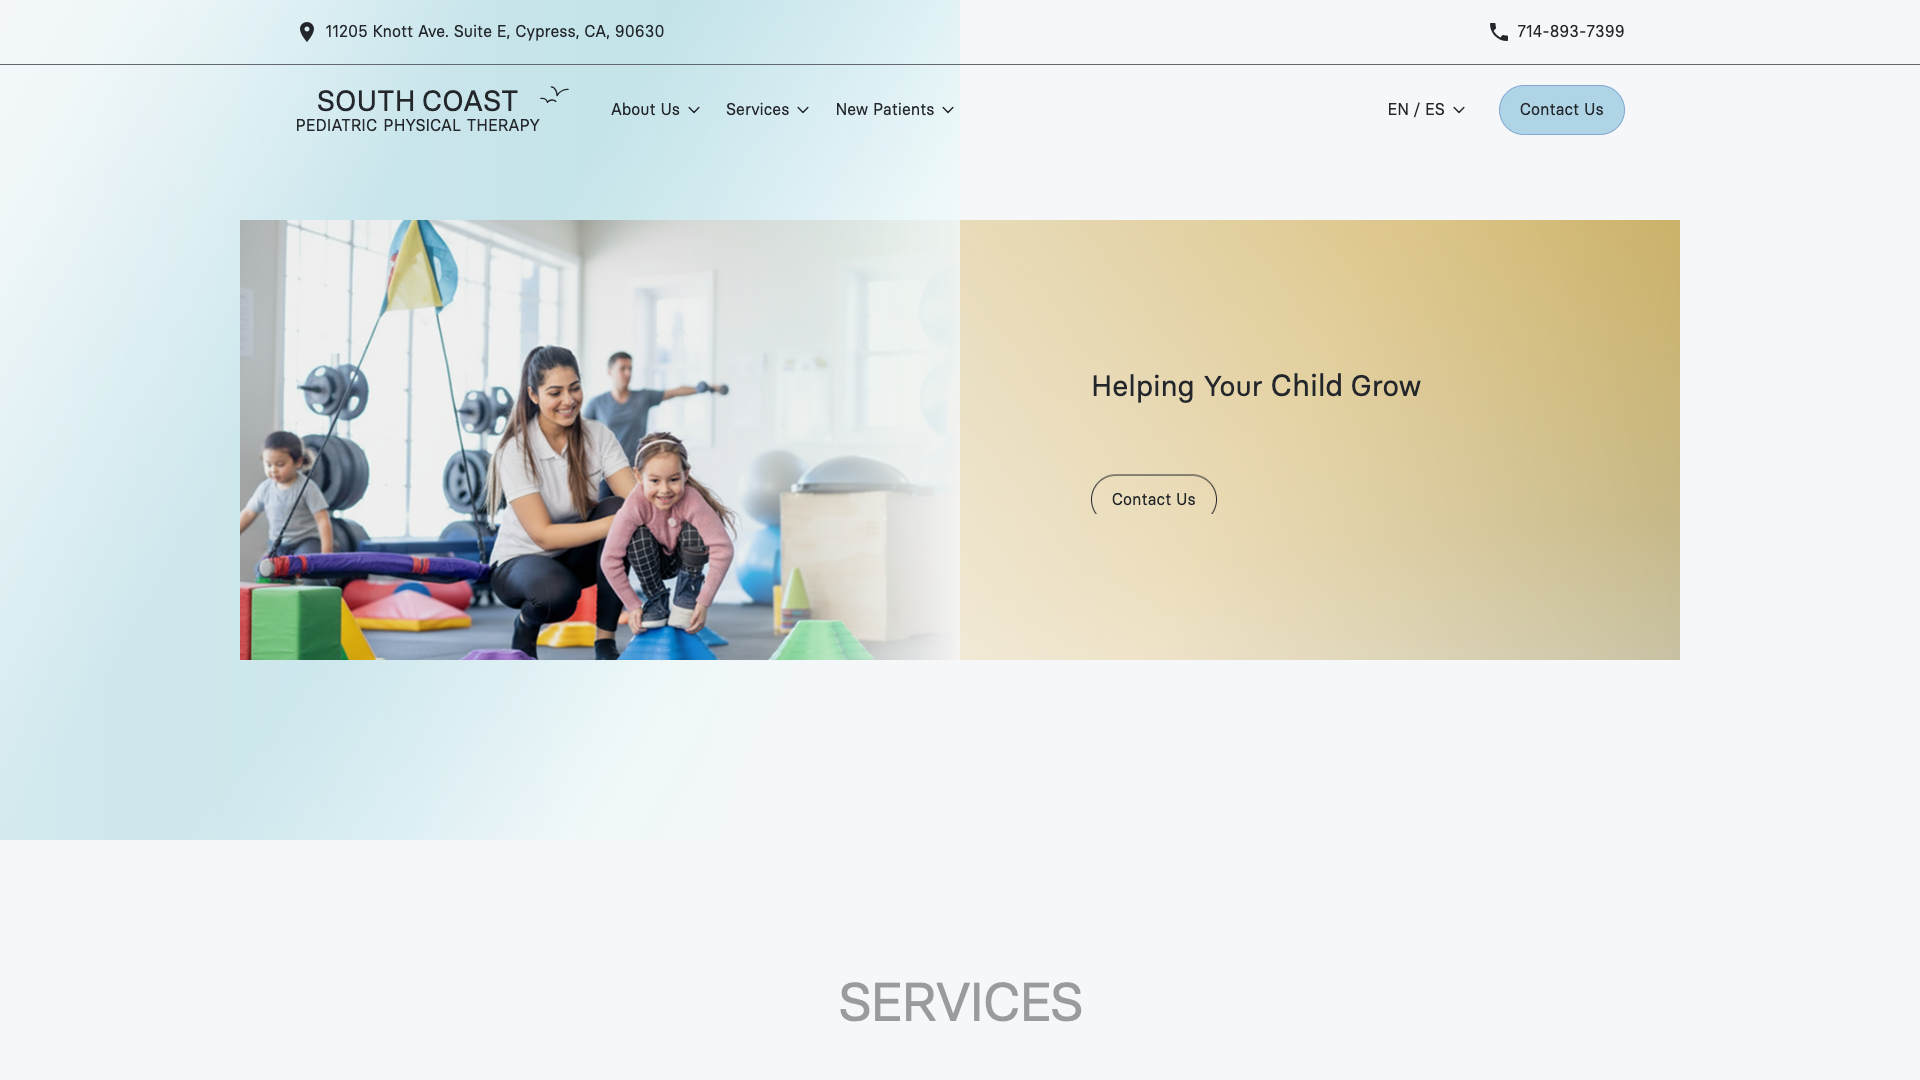 11205 Knott Ave. Suite E, Cypress, CA, 90630
714-893-7399
SOUTH COAST
PEDIATRIC PHYSICAL THERAPY
About Us
Services
New Patients
EN / ES
Contact Us
Helping Your Child Grow
Contact Us
SERVICES